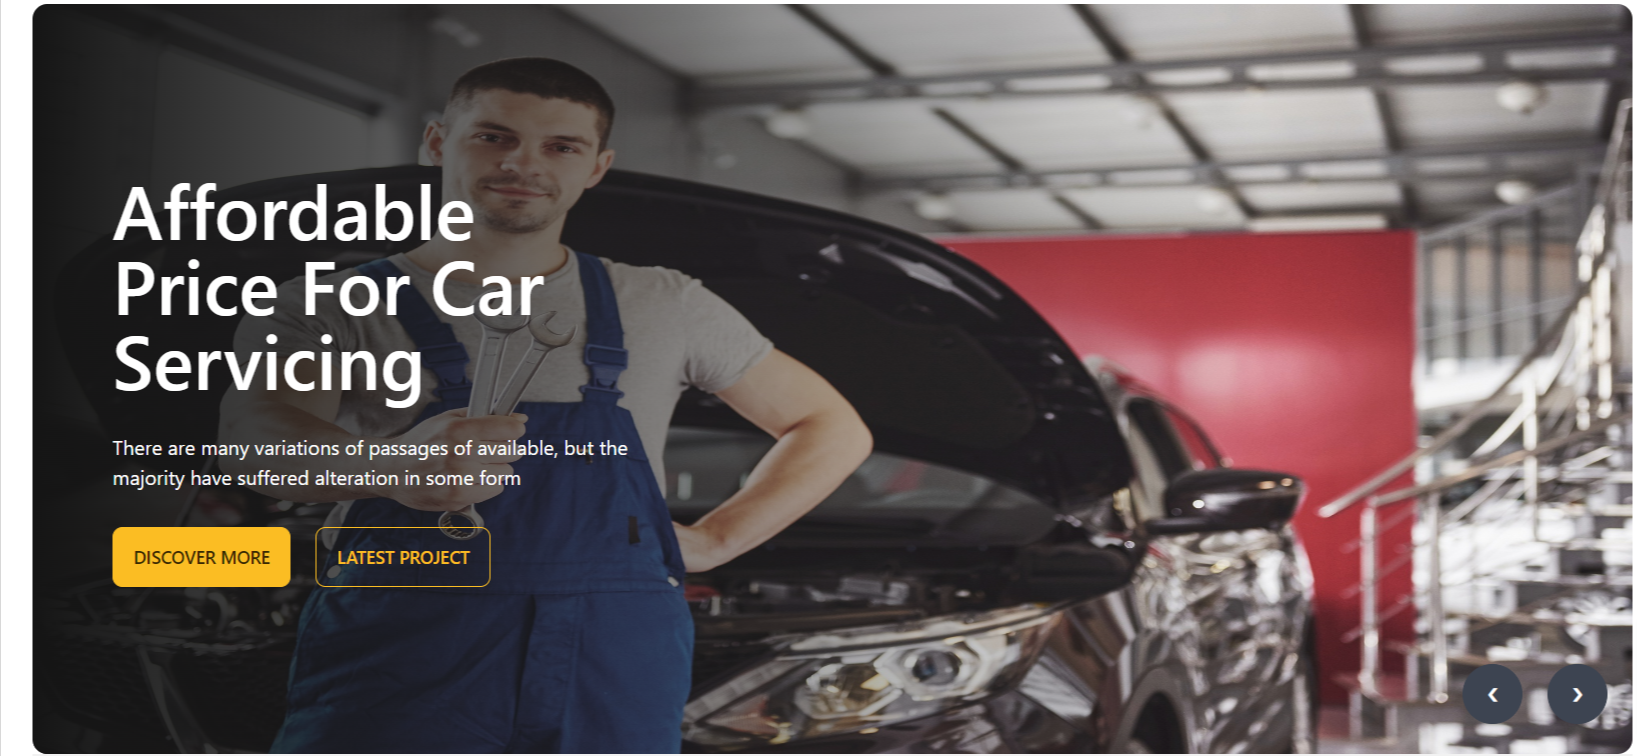 Affordable
Price For Car
Servicing
There are many variations of passages of available, but the
majority have suffered alteration in some form
DISCOVER MORE
LATEST PROJECT